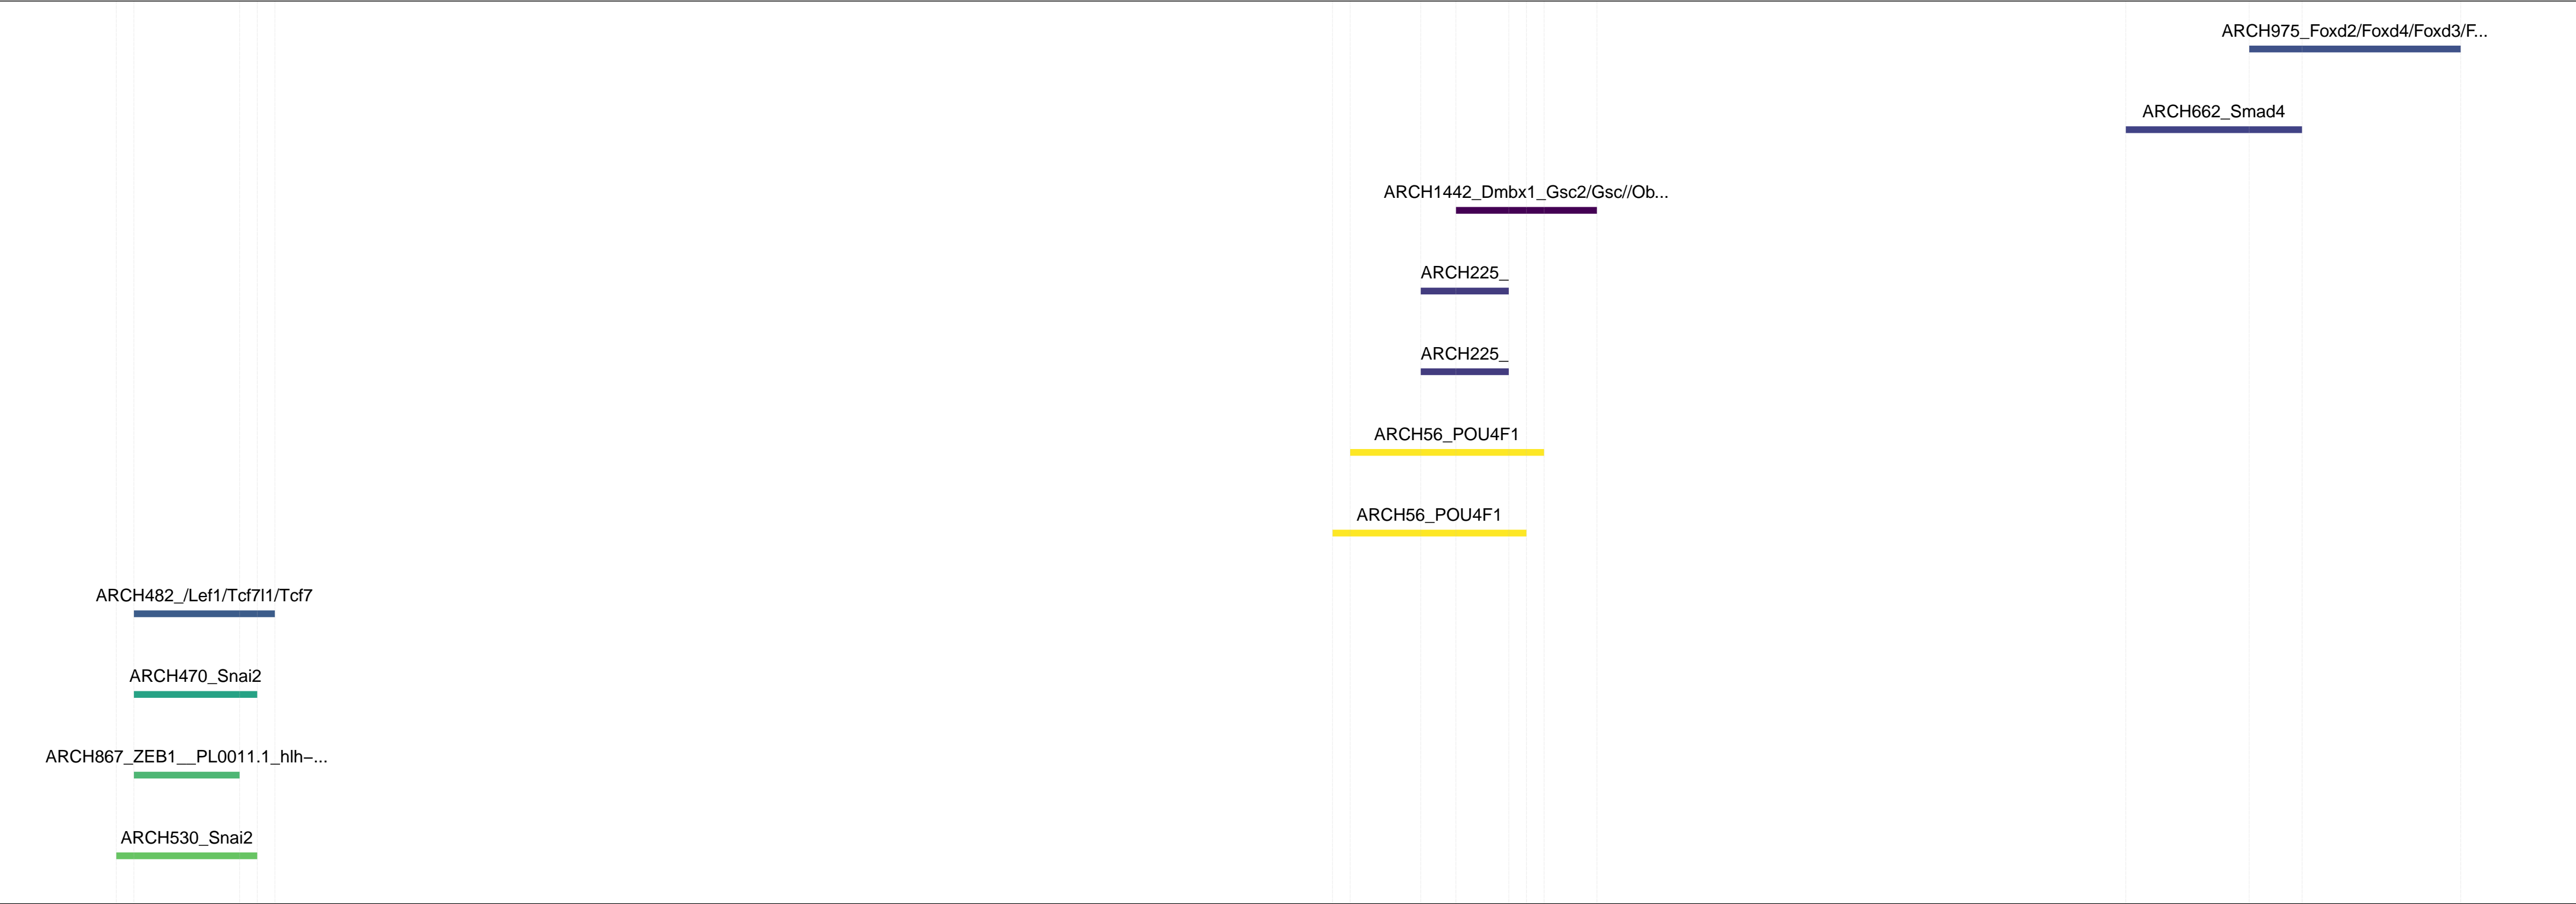 ARCH975_Foxd2/Foxd4/Foxd3/F...
ARCH662_Smad4
ARCH1442_Dmbx1_Gsc2/Gsc//Ob...
ARCH225_
ARCH225_
ARCH56_POU4F1
ARCH56_POU4F1
ARCH482_/Lef1/Tcf7l1/Tcf7
ARCH470_Snai2
ARCH867_ZEB1__PL0011.1_hlh−...
ARCH530_Snai2